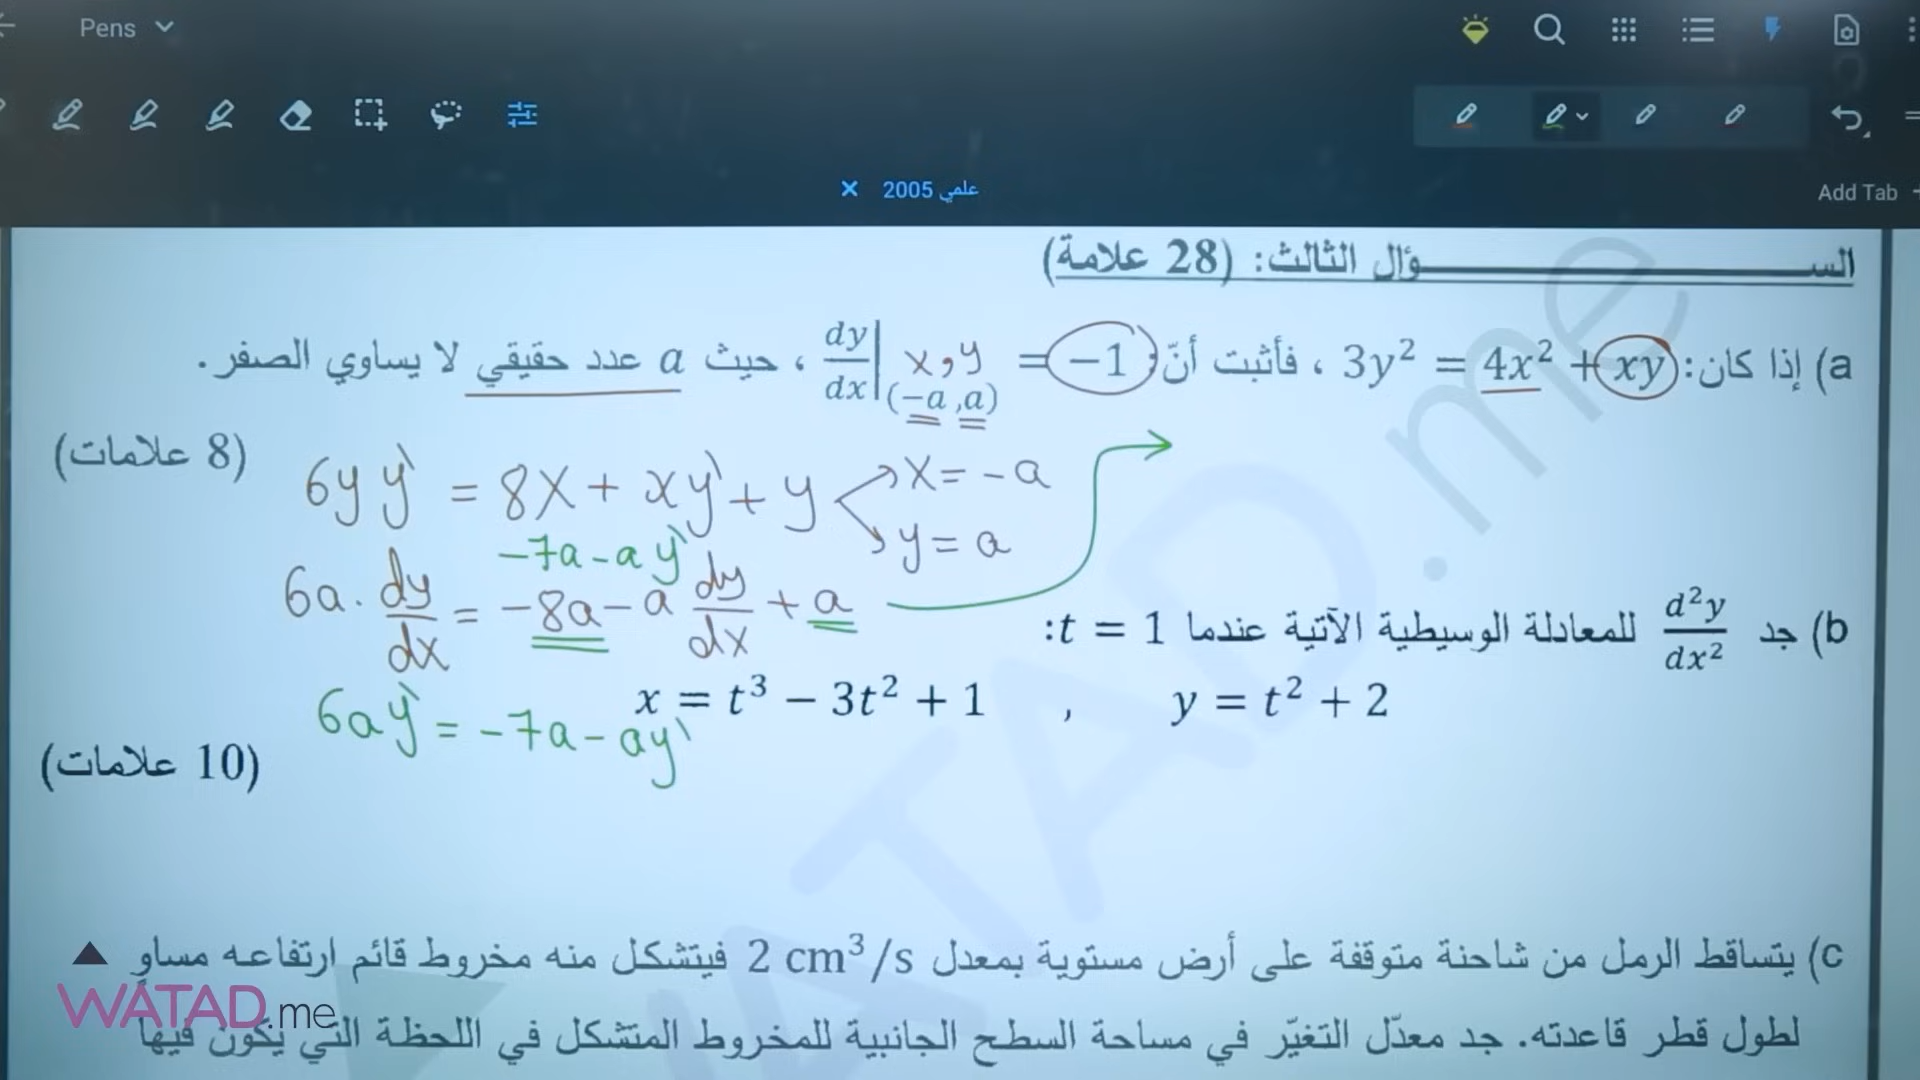 Pens
علمي 2005
Add Tab
الســـــــــــــــــؤال الثالث: (28 علامة)
a) إذا كان: 3y² = 4x² + xy ، فأثبت أنّ: dy/dx|(−a ,a) = −1 ، حيث a عدد حقيقي لا يساوي الصفر.
x, y
(8 علامات)
6y y` = 8x + xy` + y
x = -a
y = a
-7a - a y`
6a . dy/dx = -8a - a dy/dx + a
b) جد d²y/dx² للمعادلة الوسيطية الآتية عندما t = 1:
x = t³ − 3t² + 1 , y = t² + 2
6ay` = -7a - ay`
(10 علامات)
c) يتساقط الرمل من شاحنة متوقفة على أرض مستوية بمعدل 2 cm³/s فيتشكل منه مخروط قائم ارتفاعه مساوٍ
لطول قطر قاعدته. جد معدّل التغيّر في مساحة السطح الجانبية للمخروط المتشكل في اللحظة التي يكون فيها
WATAD.me
WATAD.me